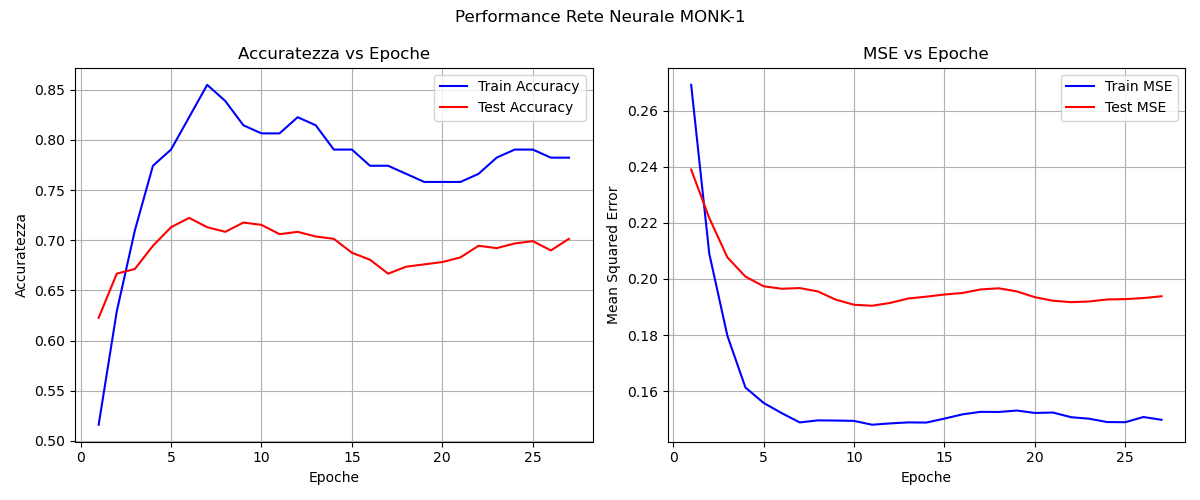 Performance Rete Neurale MONK-1
Accuratezza vs Epoche
Accuratezza
0.85
0.80
0.75
0.70
0.65
0.60
0.55
0.50
0 5 10 15 20 25
Epoche
Train Accuracy
Test Accuracy
MSE vs Epoche
Mean Squared Error
0.26
0.24
0.22
0.20
0.18
0.16
0 5 10 15 20 25
Epoche
Train MSE
Test MSE